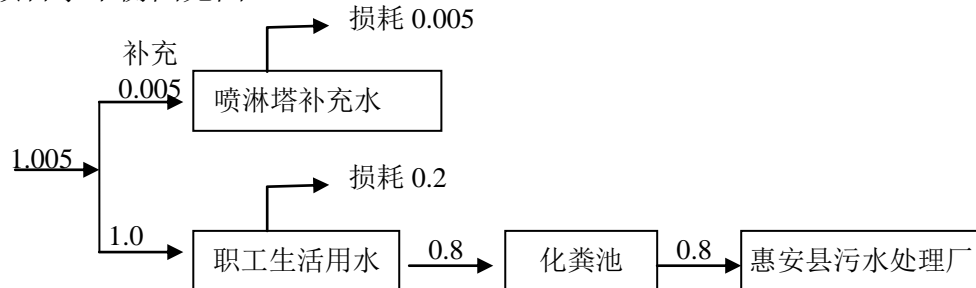 损耗 0.005
补充
0.005
喷淋塔补充水
1.005
损耗 0.2
1.0
职工生活用水
0.8
化粪池
0.8
惠安县污水处理厂